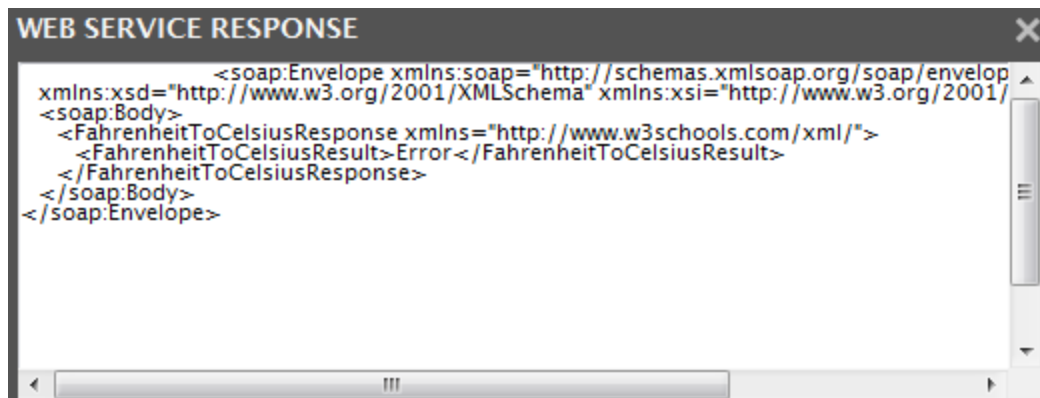 WEB SERVICE RESPONSE
<soap:Envelope xmlns:soap="http://schemas.xmlsoap.org/soap/envelop
xmlns:xsd="http://www.w3.org/2001/XMLSchema" xmlns:xsi="http://www.w3.org/2001/
<soap:Body>
<FahrenheitToCelsiusResponse xmlns="http://www.w3schools.com/xml/">
<FahrenheitToCelsiusResult>Error</FahrenheitToCelsiusResult>
</FahrenheitToCelsiusResponse>
</soap:Body>
</soap:Envelope>